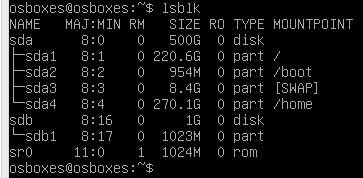 osboxes@osboxes:~$ lsblk
NAME   MAJ:MIN RM   SIZE RO TYPE MOUNTPOINT
sda      8:0    0   500G  0 disk
├─sda1   8:1    0 220.6G  0 part /
├─sda2   8:2    0   954M  0 part /boot
├─sda3   8:3    0   8.4G  0 part [SWAP]
└─sda4   8:4    0 270.1G  0 part /home
sdb      8:16   0     1G  0 disk
└─sdb1   8:17   0  1023M  0 part
sr0     11:0    1  1024M  0 rom
osboxes@osboxes:~$